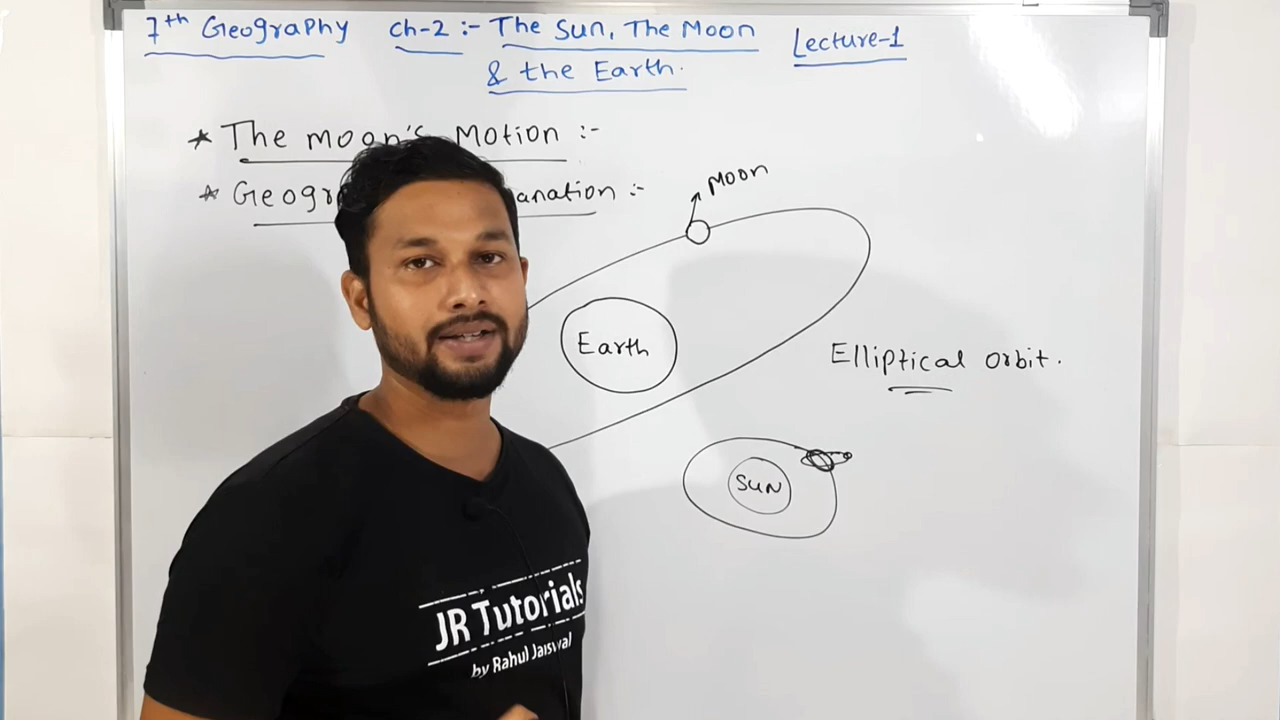 7th Geography Ch-2 :- The Sun, The Moon Lecture-1
& the Earth.
* The moon's Motion :-
* Geogr anation :-
Moon
Earth
Elliptical orbit.
SUN
JR Tutorials
by Rahul Jaiswal